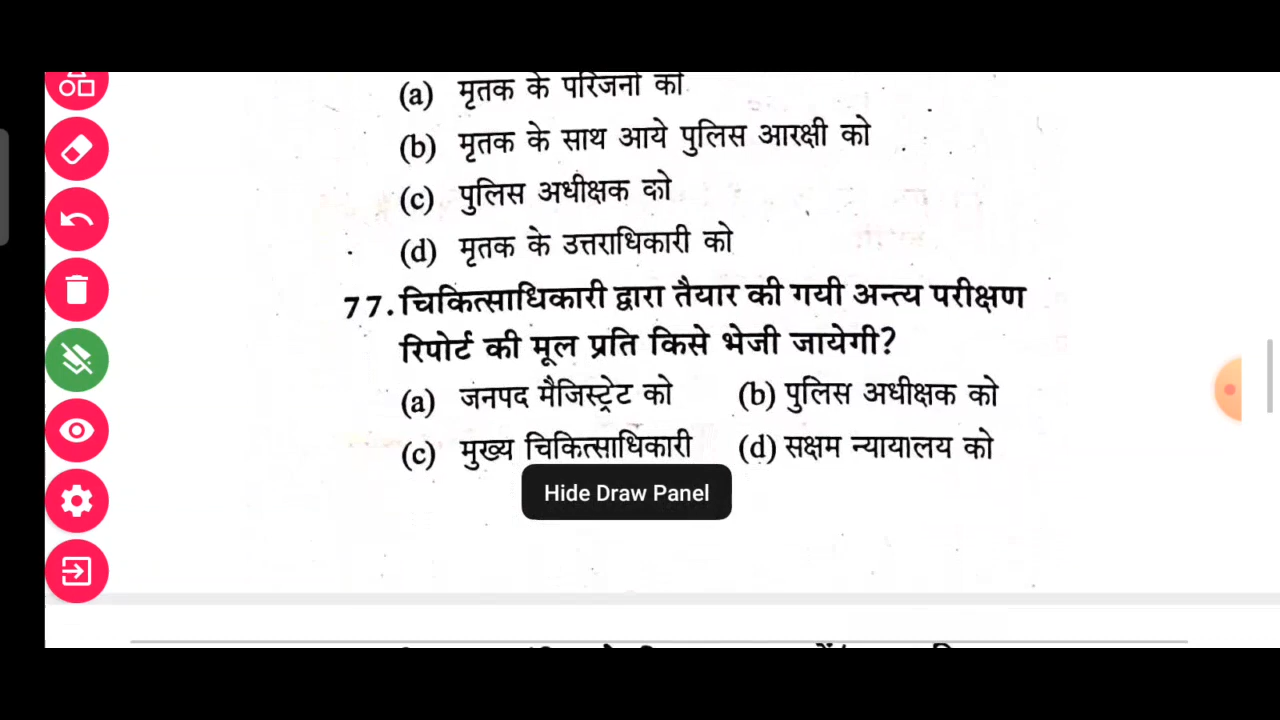 (a) मृतक के परिजनों को
(b) मृतक के साथ आये पुलिस आरक्षी को
(c) पुलिस अधीक्षक को
(d) मृतक के उत्तराधिकारी को
77. चिकित्साधिकारी द्वारा तैयार की गयी अन्त्य परीक्षण
रिपोर्ट की मूल प्रति किसे भेजी जायेगी?
(a) जनपद मैजिस्ट्रेट को (b) पुलिस अधीक्षक को
(c) मुख्य चिकित्साधिकारी (d) सक्षम न्यायालय को
Hide Draw Panel